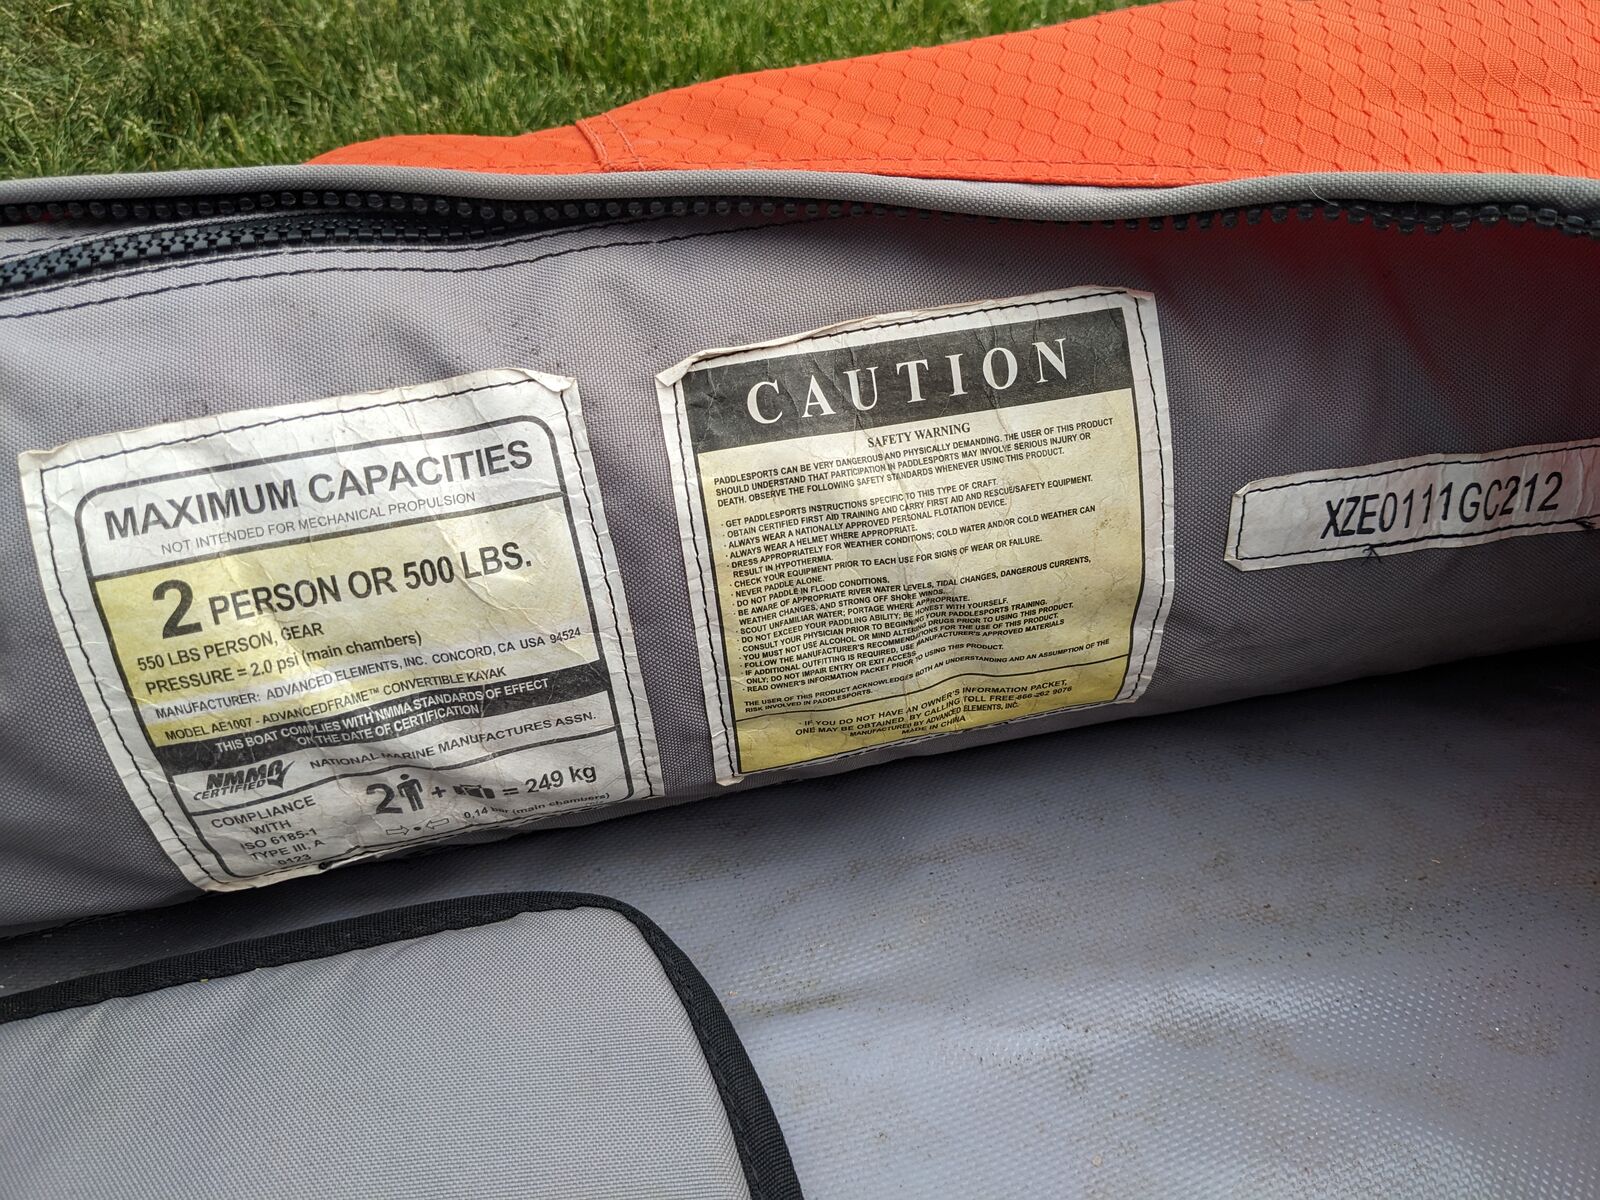 MAXIMUM CAPACITIES
NOT INTENDED FOR MECHANICAL PROPULSION
2 PERSON OR 500 LBS.
550 LBS PERSON, GEAR
PRESSURE = 2.0 psi (main chambers)
MANUFACTURER: ADVANCED ELEMENTS, INC. CONCORD, CA USA 94524
MODEL AE1007 - ADVANCEDFRAME™ CONVERTIBLE KAYAK
THIS BOAT COMPLIES WITH NMMA STANDARDS OF EFFECT
ON THE DATE OF CERTIFICATION
NATIONAL MARINE MANUFACTURES ASSN.
NMMA
CERTIFIED
COMPLIANCE
WITH
ISO 6185-1
TYPE III, A
0123
2 + = 249 kg
0,14 bar (main chambers)
CAUTION
SAFETY WARNING
PADDLESPORTS CAN BE VERY DANGEROUS AND PHYSICALLY DEMANDING. THE USER OF THIS PRODUCT
SHOULD UNDERSTAND THAT PARTICIPATION IN PADDLESPORTS MAY INVOLVE SERIOUS INJURY OR
DEATH. OBSERVE THE FOLLOWING SAFETY STANDARDS WHENEVER USING THIS PRODUCT.
· GET PADDLESPORTS INSTRUCTIONS SPECIFIC TO THIS TYPE OF CRAFT.
· OBTAIN CERTIFIED FIRST AID TRAINING AND CARRY FIRST AID AND RESCUE/SAFETY EQUIPMENT.
· ALWAYS WEAR A NATIONALLY APPROVED PERSONAL FLOTATION DEVICE.
· ALWAYS WEAR A HELMET WHERE APPROPRIATE.
· DRESS APPROPRIATELY FOR WEATHER CONDITIONS; COLD WATER AND/OR COLD WEATHER CAN
RESULT IN HYPOTHERMIA.
· CHECK YOUR EQUIPMENT PRIOR TO EACH USE FOR SIGNS OF WEAR OR FAILURE.
· NEVER PADDLE ALONE.
· DO NOT PADDLE IN FLOOD CONDITIONS.
· BE AWARE OF APPROPRIATE RIVER WATER LEVELS, TIDAL CHANGES, DANGEROUS CURRENTS,
WEATHER CHANGES, AND STRONG OFF SHORE WINDS.
· SCOUT UNFAMILIAR WATER; PORTAGE WHERE APPROPRIATE.
· DO NOT EXCEED YOUR PADDLING ABILITY; BE HONEST WITH YOURSELF.
· CONSULT YOUR PHYSICIAN PRIOR TO BEGINNING YOUR PADDLESPORTS TRAINING.
· YOU MUST NOT USE ALCOHOL OR MIND ALTERING DRUGS PRIOR TO USING THIS PRODUCT.
· FOLLOW THE MANUFACTURER'S RECOMMENDATIONS FOR THE USE OF THIS PRODUCT.
· IF ADDITIONAL OUTFITTING IS REQUIRED, USE MANUFACTURER'S APPROVED MATERIALS
ONLY; DO NOT IMPAIR ENTRY OR EXIT ACCESS.
· READ OWNER'S INFORMATION PACKET PRIOR TO USING THIS PRODUCT.
THE USER OF THIS PRODUCT ACKNOWLEDGES BOTH AN UNDERSTANDING AND AN ASSUMPTION OF THE
RISK INVOLVED IN PADDLESPORTS.
· IF YOU DO NOT HAVE AN OWNER'S INFORMATION PACKET,
ONE MAY BE OBTAINED BY CALLING TOLL FREE 866-262 9076
MANUFACTURED BY ADVANCED ELEMENTS, INC.
MADE IN CHINA
XZE0111GC212